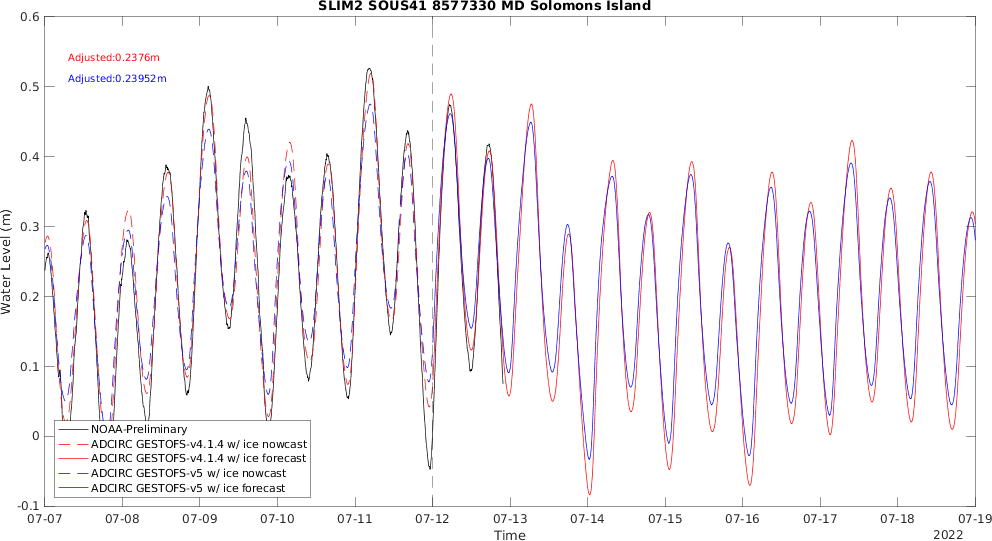 SLIM2 SOUS41 8577330 MD Solomons Island
Adjusted:0.2376m
Adjusted:0.23952m
Water Level (m)
0.6
0.5
0.4
0.3
0.2
0.1
0
-0.1
NOAA-Preliminary
ADCIRC GESTOFS-v4.1.4 w/ ice nowcast
ADCIRC GESTOFS-v4.1.4 w/ ice forecast
ADCIRC GESTOFS-v5 w/ ice nowcast
ADCIRC GESTOFS-v5 w/ ice forecast
07-07 07-08 07-09 07-10 07-11 07-12 07-13 07-14 07-15 07-16 07-17 07-18 07-19
Time
2022